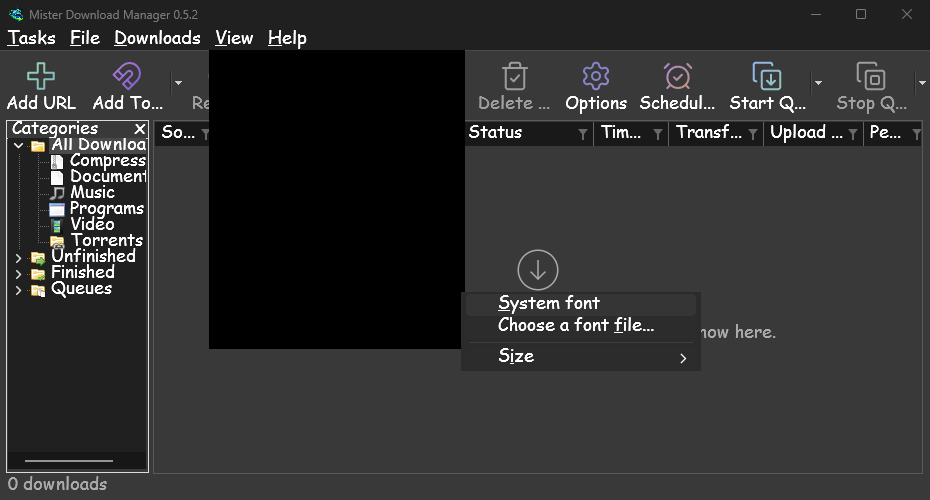 Mister Download Manager 0.5.2
Tasks File Downloads View Help
Add URL Add To... Re Delete ... Options Schedul... Start Q... Stop Q...
Categories X
So... Status Tim... Transf... Upload ... Pe...
All Downloa
Compress
Document
Music
Programs
Video
Torrents
Unfinished
Finished
Queues
System font
Choose a font file...
now here.
Size
0 downloads